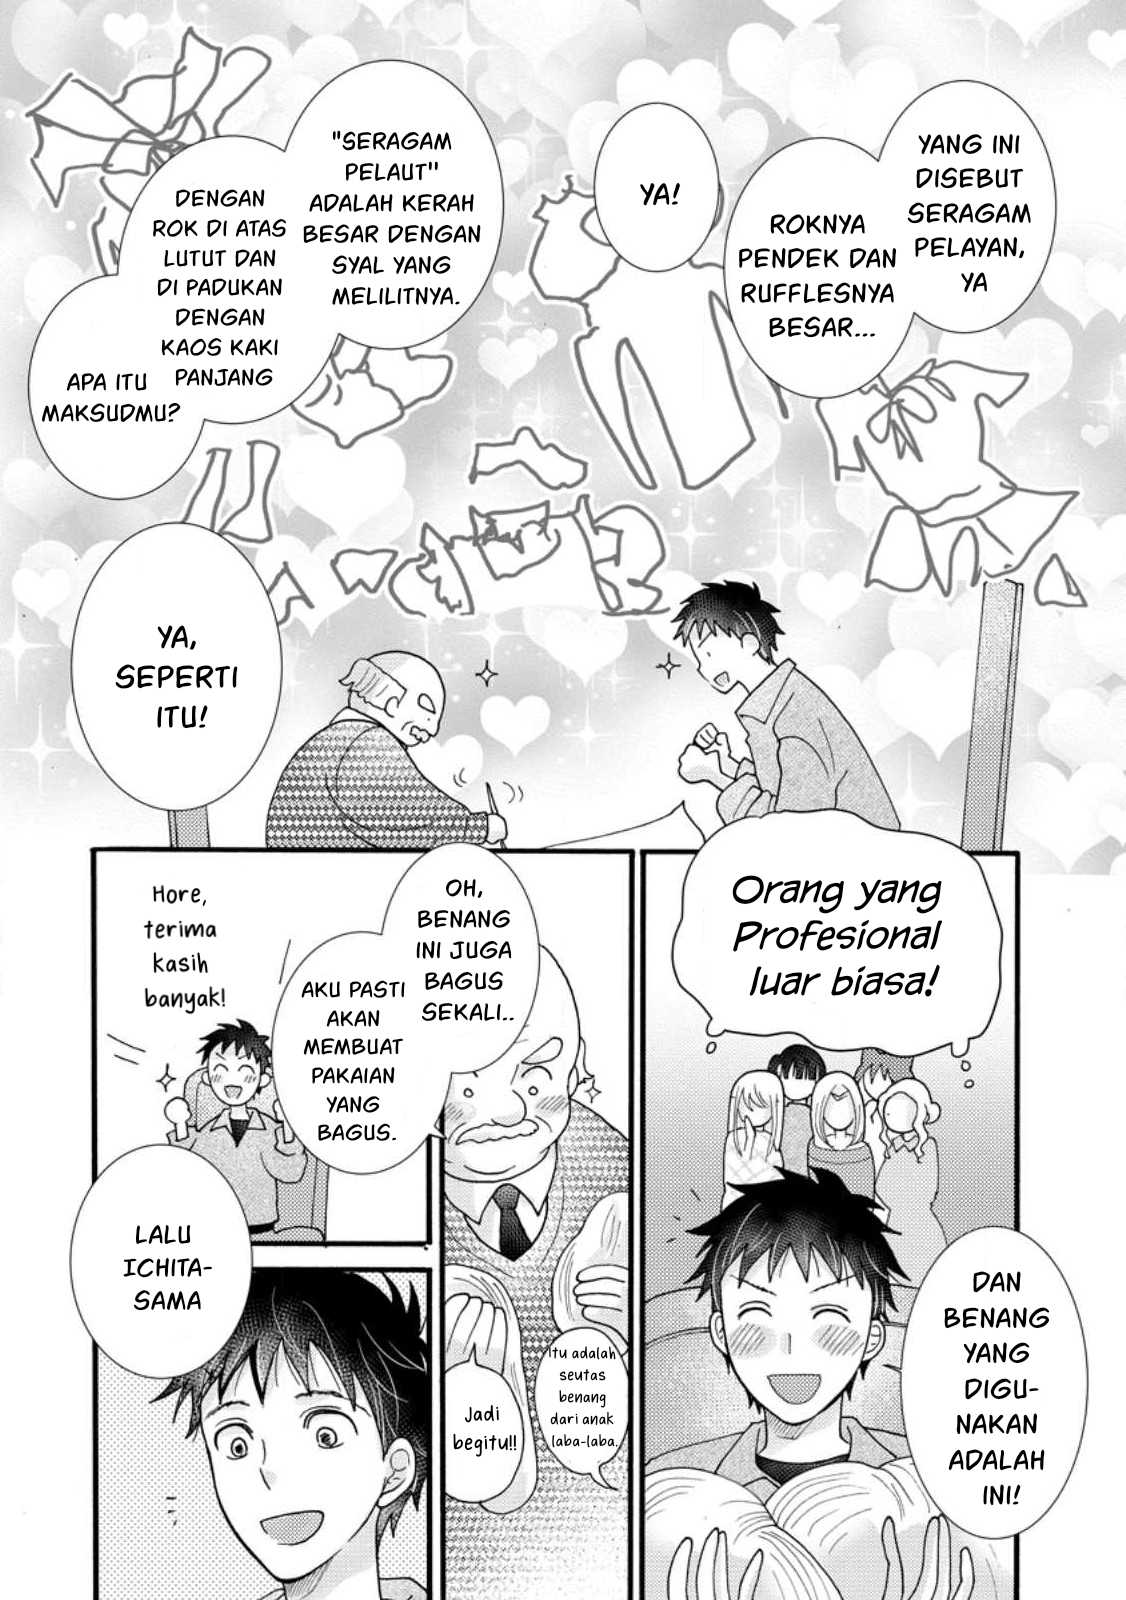 YANG INI
DISEBUT
SERAGAM
PELAYAN,
YA
ROKNYA
PENDEK DAN
RUFFLESNYA
BESAR...
YA!
"SERAGAM
PELAUT"
ADALAH KERAH
BESAR DENGAN
SYAL YANG
MELILITNYA.
DENGAN
ROK DI ATAS
LUTUT DAN
DI PADUKAN
DENGAN
KAOS KAKI
PANJANG
APA ITU
MAKSUDMU?
YA,
SEPERTI
ITU!
Orang yang
Profesional
luar biasa!
DAN
BENANG
YANG
DIGU-
NAKAN
ADALAH
INI!
OH,
BENANG
INI JUGA
BAGUS
SEKALI..
AKU PASTI
AKAN
MEMBUAT
PAKAIAN
YANG
BAGUS.
Itu adalah
seutas
benang
dari anak
laba-laba.
Jadi
begitu!!
Hore,
terima
kasih
banyak!
LALU
ICHITA-
SAMA